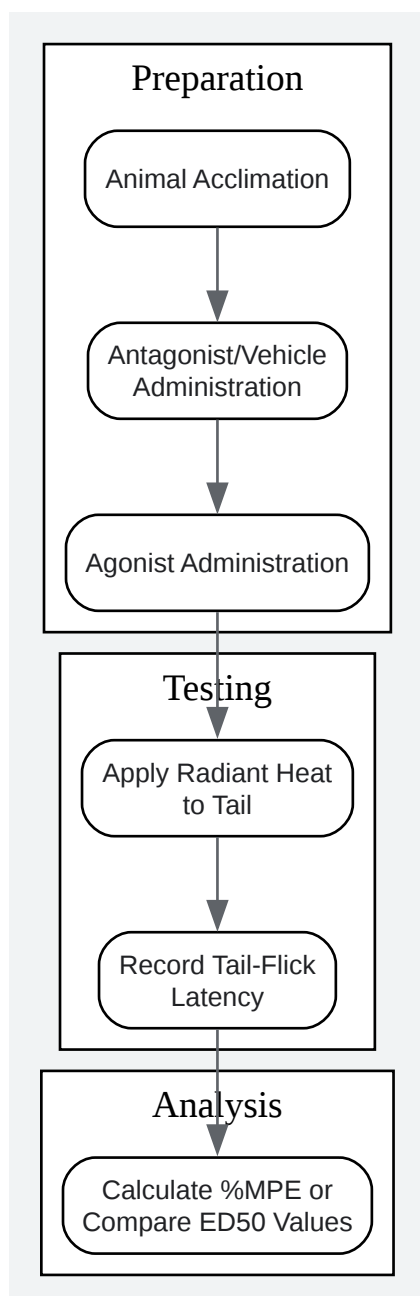 Preparation
Animal Acclimation
Antagonist/Vehicle
Administration
Agonist Administration
Testing
Apply Radiant Heat
to Tail
Record Tail-Flick
Latency
Analysis
Calculate %MPE or
Compare ED50 Values